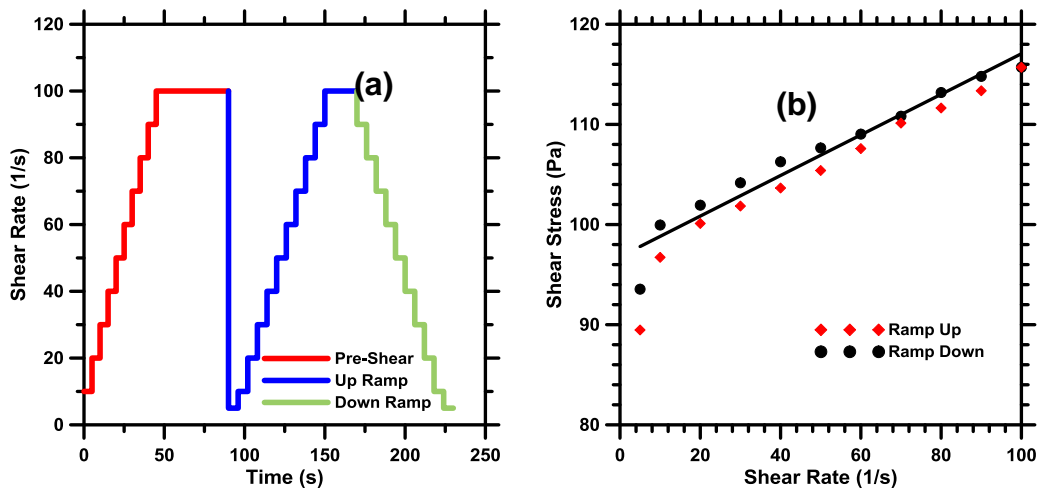 120
100
80
60
40
20
0
Shear Rate (1/s)
(a)
Pre-Shear
Up Ramp
Down Ramp
0 50 100 150 200 250
Time (s)
120
110
100
90
80
Shear Stress (Pa)
(b)
Ramp Up
Ramp Down
0 20 40 60 80 100
Shear Rate (1/s)